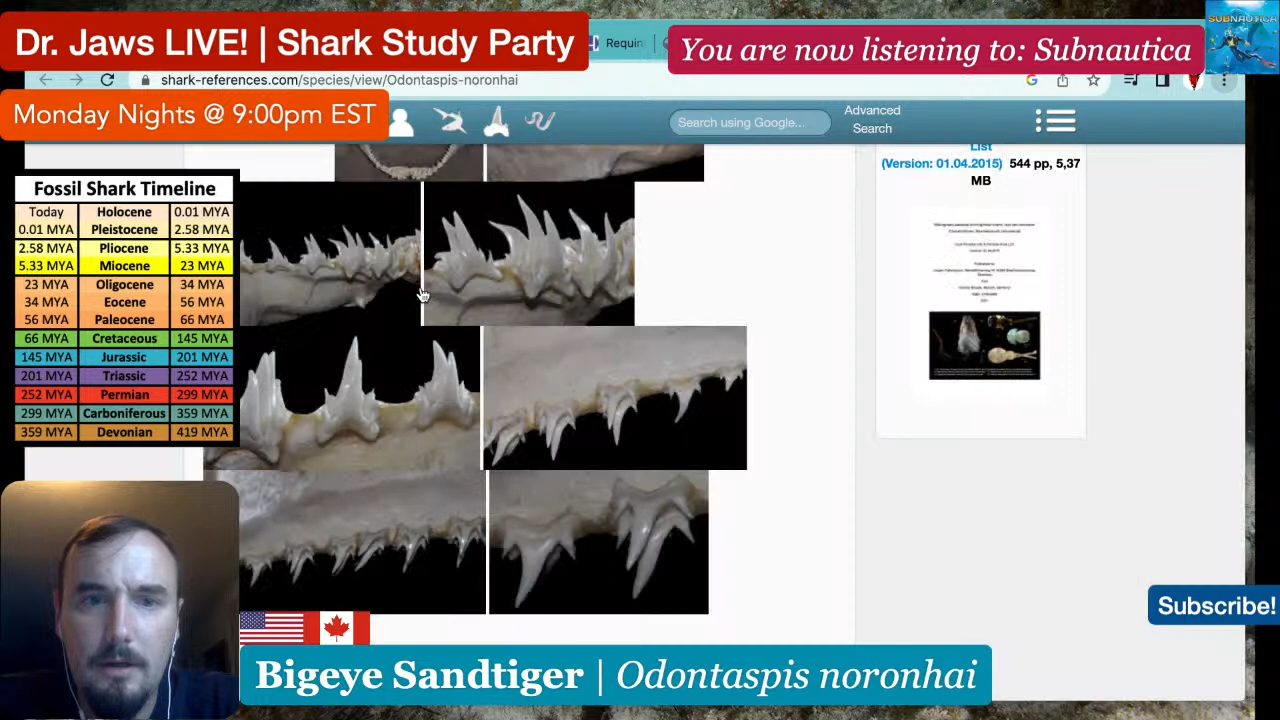 Dr. Jaws LIVE! | Shark Study Party
Requin
You are now listening to: Subnautica
SUBNAUTICA
shark-references.com/species/view/Odontaspis-noronhai
Monday Nights @ 9:00pm EST
Search using Google...
Advanced
Search
List
(Version: 01.04.2015) 544 pp, 5,37
MB
Fossil Shark Timeline
Today Holocene 0.01 MYA
0.01 MYA Pleistocene 2.58 MYA
2.58 MYA Pliocene 5.33 MYA
5.33 MYA Miocene 23 MYA
23 MYA Oligocene 34 MYA
34 MYA Eocene 56 MYA
56 MYA Paleocene 66 MYA
66 MYA Cretaceous 145 MYA
145 MYA Jurassic 201 MYA
201 MYA Triassic 252 MYA
252 MYA Permian 299 MYA
299 MYA Carboniferous 359 MYA
359 MYA Devonian 419 MYA
Subscribe!
Bigeye Sandtiger | Odontaspis noronhai